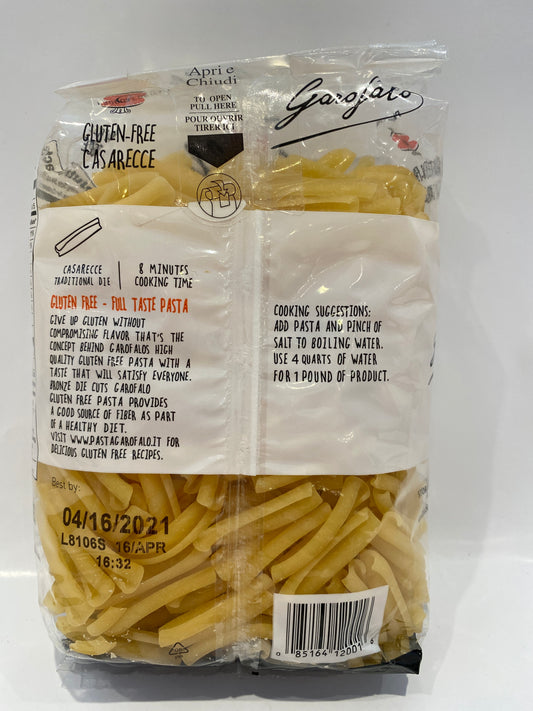 Apri e
Chiudi
TO OPEN
PULL HERE
POUR OUVRIR
TIRER ICI
Garofalo
GLUTEN-FREE
CASARECCE
CASARECCE
TRADITIONAL DIE
8 MINUTES
COOKING TIME
GLUTEN FREE - FULL TASTE PASTA
GIVE UP GLUTEN WITHOUT
COMPROMISING FLAVOR THAT'S THE
CONCEPT BEHIND GAROFALOS HIGH
QUALITY GLUTEN FREE PASTA WITH A
TASTE THAT WILL SATISFY EVERYONE.
BRONZE DIE CUTS GAROFALO
GLUTEN FREE PASTA PROVIDES
A GOOD SOURCE OF FIBER AS PART
OF A HEALTHY DIET.
VISIT WWW.PASTAGAROFALO.IT FOR
DELICIOUS GLUTEN FREE RECIPES.
COOKING SUGGESTIONS:
ADD PASTA AND PINCH OF
SALT TO BOILING WATER.
USE 4 QUARTS OF WATER
FOR 1 POUND OF PRODUCT.
Best by:
04/16/2021
L8106S 16/APR
16:32
0 85164 12001 6